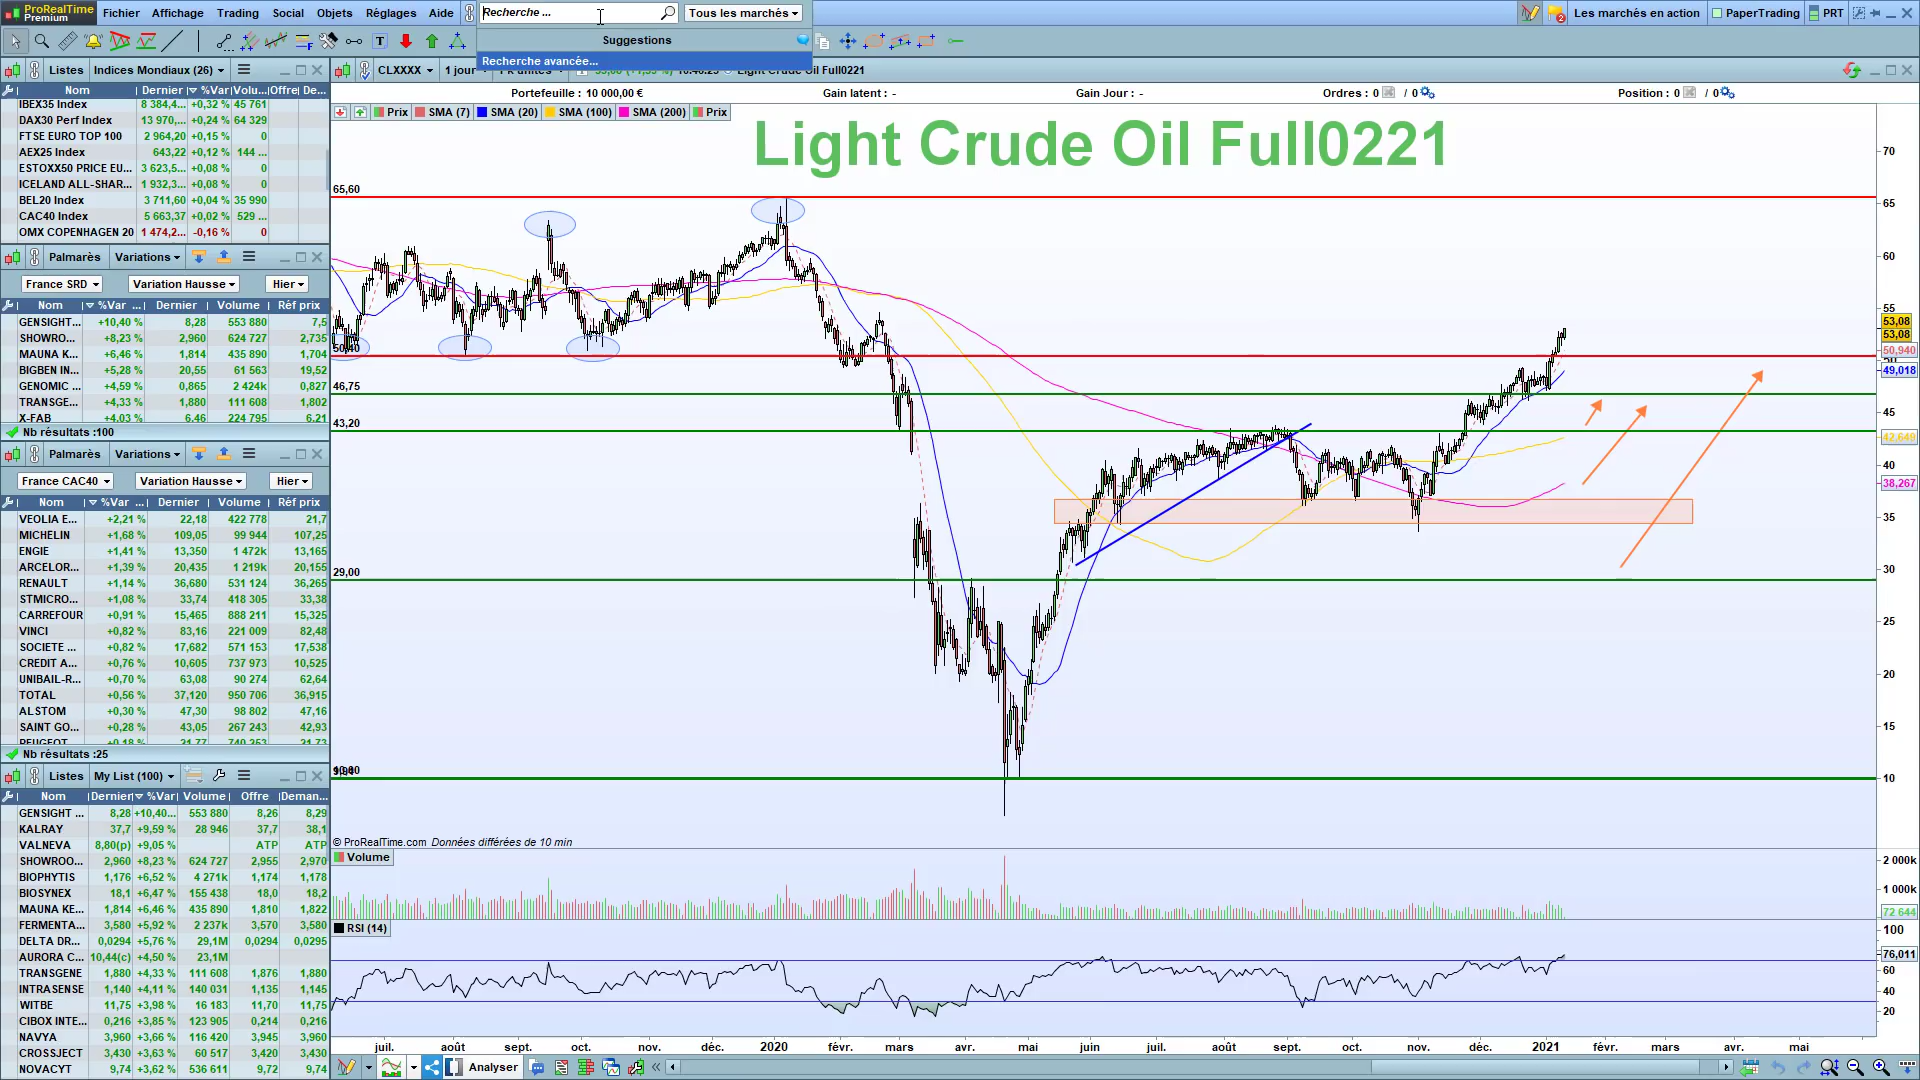 ProRealTime Premium Fichier Affichage Trading Social Objets Réglages Aide Recherche ... Tous les marchés Les marchés en action PaperTrading PRT
Suggestions
Recherche avancée...
Listes Indices Mondiaux (26)
CLXXXX 1 jour Light Crude Oil Full0221
Portefeuille : 10 000,00 € Gain latent : - Gain Jour : - Ordres : 0 / 0 Position : 0 / 0
Nom Dernier %Var Volu... Offre De...
IBEX35 Index 8 384,4... +0,32 % 45 761
DAX30 Perf Index 13 970,... +0,24 % 64 329
FTSE EURO TOP 100 2 964,20 +0,15 % 0
AEX25 Index 643,22 +0,12 % 144 ...
ESTOXX50 PRICE EU... 3 623,5... +0,08 % 0
ICELAND ALL-SHAR... 1 932,3... +0,08 % 0
BEL20 Index 3 711,60 +0,04 % 35 990
CAC40 Index 5 663,37 +0,02 % 529 ...
OMX COPENHAGEN 20 1 474,2... -0,16 % 0
Palmarès Variations
France SRD Variation Hausse Hier
Nom %Var ... Dernier Volume Réf prix
GENSIGHT... +10,40 % 8,28 553 880 7,5
SHOWRO... +8,23 % 2,960 624 727 2,735
MAUNA K... +6,46 % 1,814 435 890 1,704
BIGBEN IN... +5,28 % 20,55 61 563 19,52
GENOMIC ... +4,59 % 0,865 2 424k 0,827
TRANSGE... +4,33 % 1,880 111 608 1,802
X-FAB +4,03 % 6,46 224 795 6,21
Nb résultats :100
Palmarès Variations
France CAC40 Variation Hausse Hier
Nom %Var ... Dernier Volume Réf prix
VEOLIA E... +2,21 % 22,18 422 778 21,7
MICHELIN +1,68 % 109,05 99 944 107,25
ENGIE +1,41 % 13,350 1 472k 13,165
ARCELOR... +1,39 % 20,435 1 219k 20,155
RENAULT +1,14 % 36,680 531 124 36,265
STMICRO... +1,08 % 33,74 418 305 33,38
CARREFOUR +0,91 % 15,465 888 211 15,325
VINCI +0,82 % 83,16 221 009 82,48
SOCIETE ... +0,82 % 17,682 571 153 17,538
CREDIT A... +0,76 % 10,605 737 973 10,525
UNIBAIL-R... +0,70 % 63,08 90 274 62,64
TOTAL +0,56 % 37,120 950 706 36,915
ALSTOM +0,30 % 47,30 98 802 47,16
SAINT GO... +0,28 % 43,05 267 243 42,93
PEUGEOT +0,18 % 21,77 740 253 21,73
Nb résultats :25
Listes My List (100)
Nom Dernier %Var Volume Offre Deman...
GENSIGHT ... 8,28 +10,40... 553 880 8,26 8,29
KALRAY 37,7 +9,59 % 28 946 37,7 38,1
VALNEVA 8,80(p) +9,05 % ATP ATP
SHOWROO... 2,960 +8,23 % 624 727 2,955 2,970
BIOPHYTIS 1,176 +6,52 % 4 271k 1,174 1,178
BIOSYNEX 18,1 +6,47 % 155 438 18,0 18,2
MAUNA KE... 1,814 +6,46 % 435 890 1,810 1,822
FERMENTA... 3,580 +5,92 % 2 237k 3,570 3,580
DELTA DR... 0,0294 +5,76 % 29,1M 0,0294 0,0295
AURORA C... 10,44(c) +4,50 % 23,1M
TRANSGENE 1,880 +4,33 % 111 608 1,876 1,880
INTRASENSE 1,140 +4,11 % 140 031 1,135 1,145
WITBE 11,75 +3,98 % 16 183 11,70 11,75
CIBOX INTE... 0,216 +3,85 % 123 905 0,214 0,216
NAVYA 3,960 +3,66 % 116 420 3,945 3,960
CROSSJECT 3,430 +3,63 % 60 517 3,420 3,430
NOVACYT 9,74 +3,62 % 536 611 9,72 9,74
Prix SMA (7) SMA (20) SMA (100) SMA (200) Prix
Light Crude Oil Full0221
65,60
50,40
46,75
43,20
29,00
70
65
60
55
53,08
53,08
50,940
50
49,018
45
42,640
40
38,267
35
30
25
20
15
10
© ProRealTime.com Données différées de 10 min
Volume
2 000k
1 000k
72 644
RSI (14)
100
76,011
60
40
20
juil. août sept. oct. nov. déc. 2020 févr. mars avr. mai juin juil. août sept. oct. nov. déc. 2021 févr. mars avr. mai
Analyser